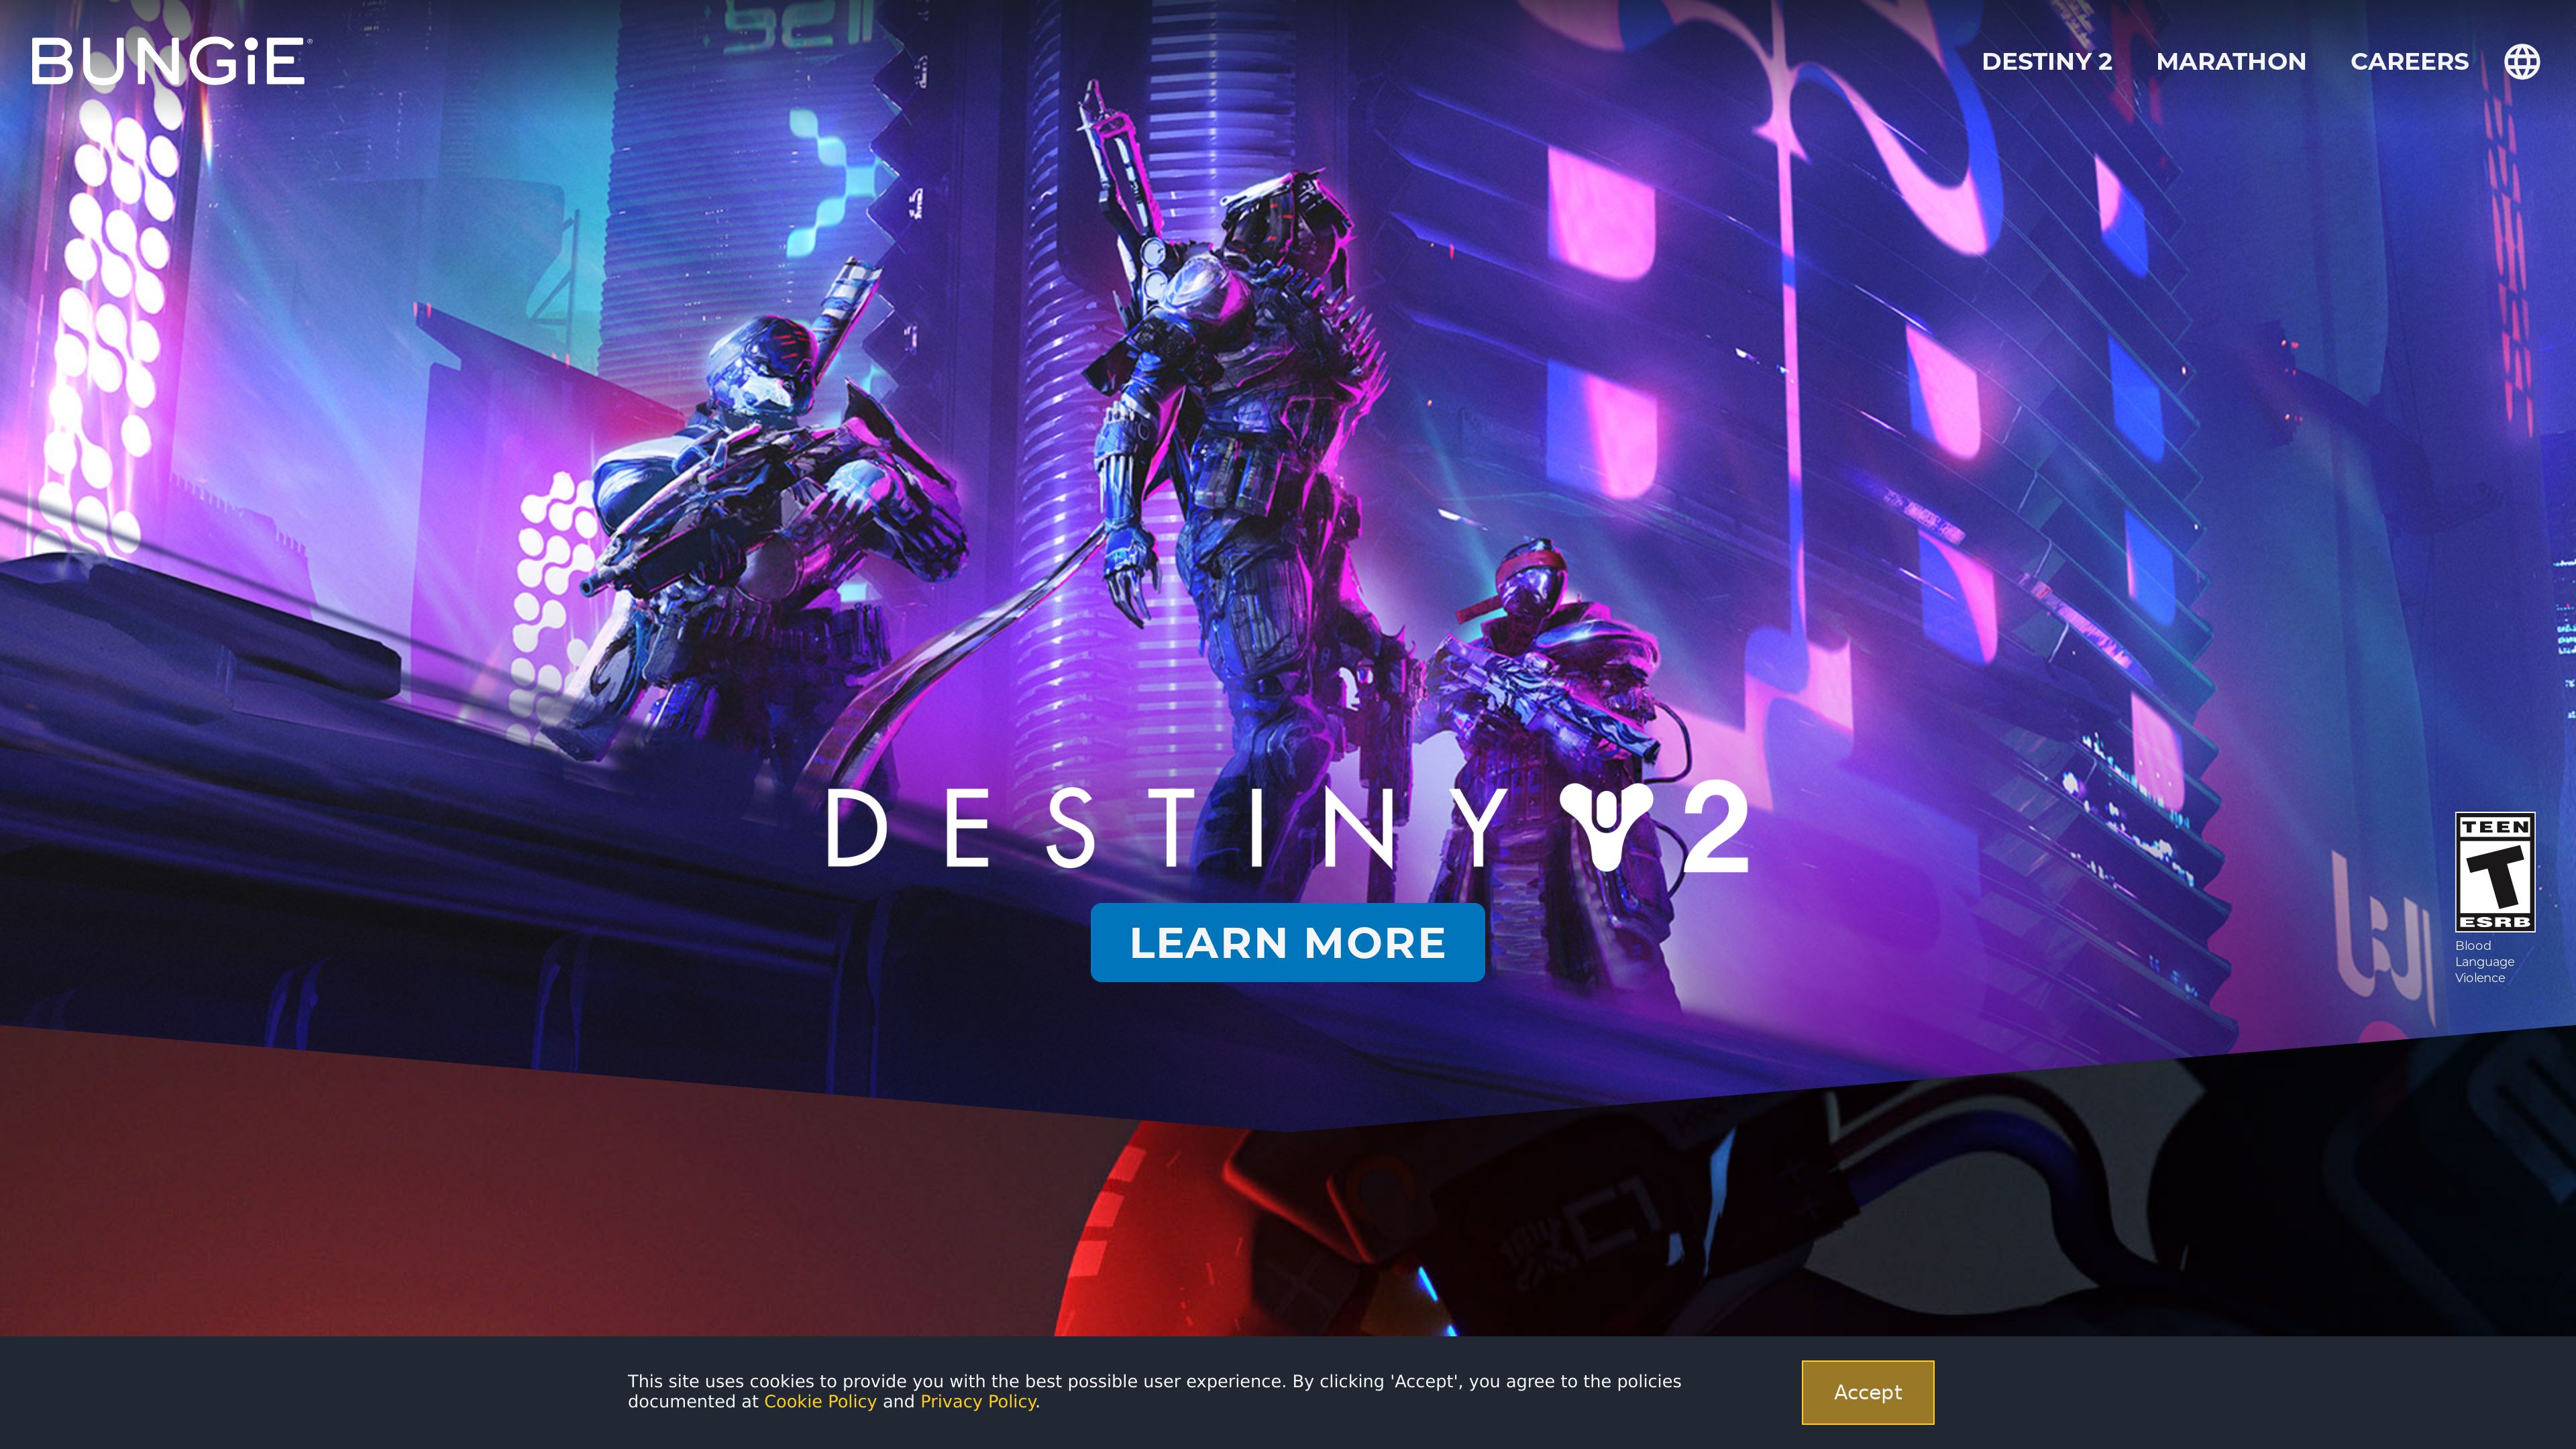 BUNGiE®
DESTINY 2
MARATHON
CAREERS
DESTINY 2
LEARN MORE
TEEN
T
ESRB
Blood
Language
Violence
This site uses cookies to provide you with the best possible user experience. By clicking 'Accept', you agree to the policies
documented at Cookie Policy and Privacy Policy.
Accept